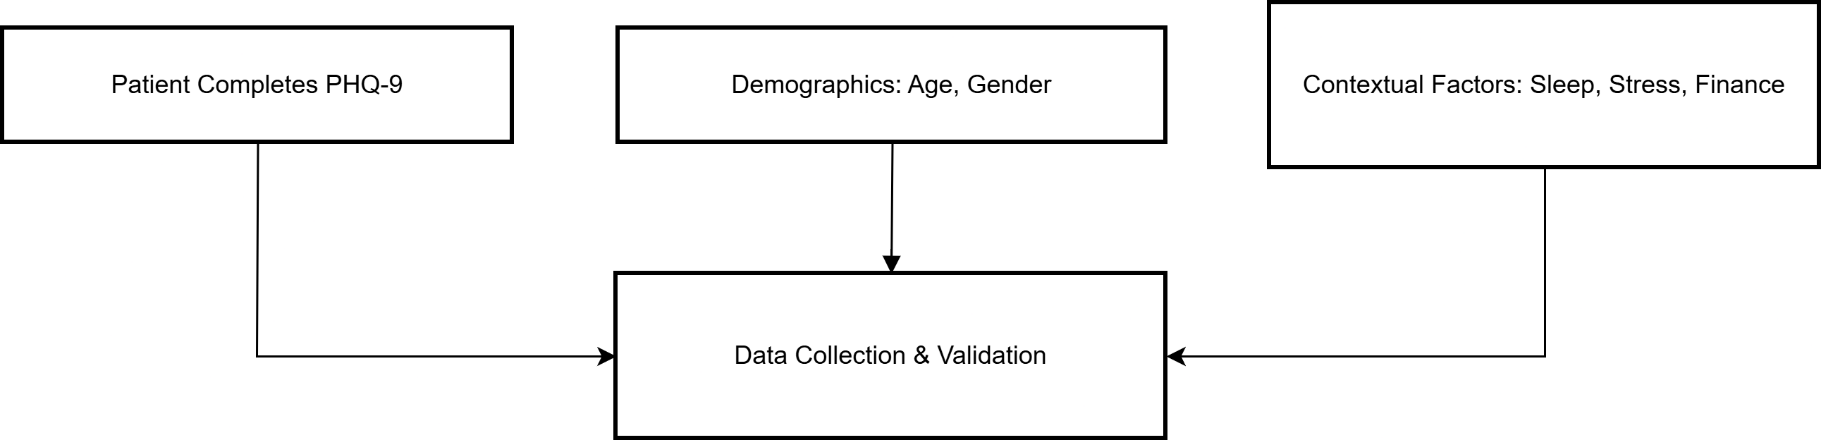 Patient Completes PHQ-9
Demographics: Age, Gender
Contextual Factors: Sleep, Stress, Finance
Data Collection & Validation